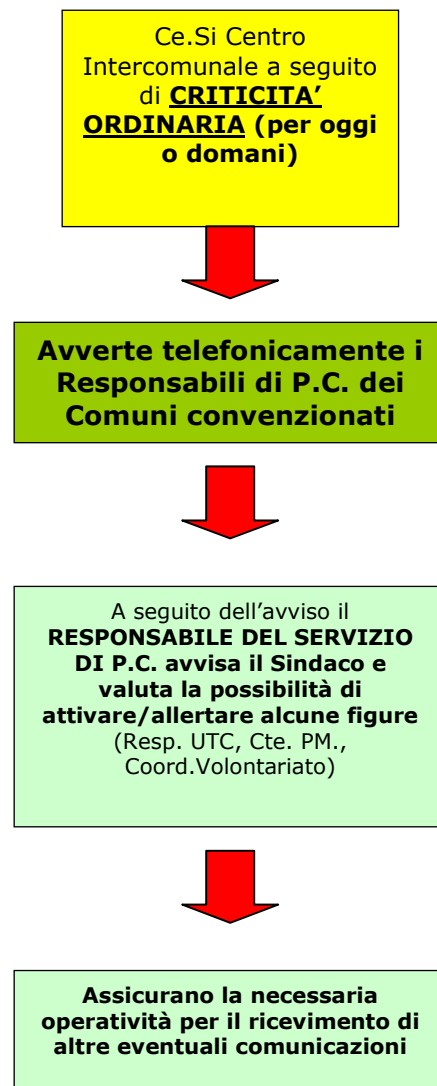 Ce.Si Centro
Intercomunale a seguito
di CRITICITA’
ORDINARIA (per oggi
o domani)
Avverte telefonicamente i
Responsabili di P.C. dei
Comuni convenzionati
A seguito dell’avviso il
RESPONSABILE DEL SERVIZIO
DI P.C. avvisa il Sindaco e
valuta la possibilità di
attivare/allertare alcune figure
(Resp. UTC, Cte. PM.,
Coord.Volontariato)
Assicurano la necessaria
operatività per il ricevimento di
altre eventuali comunicazioni